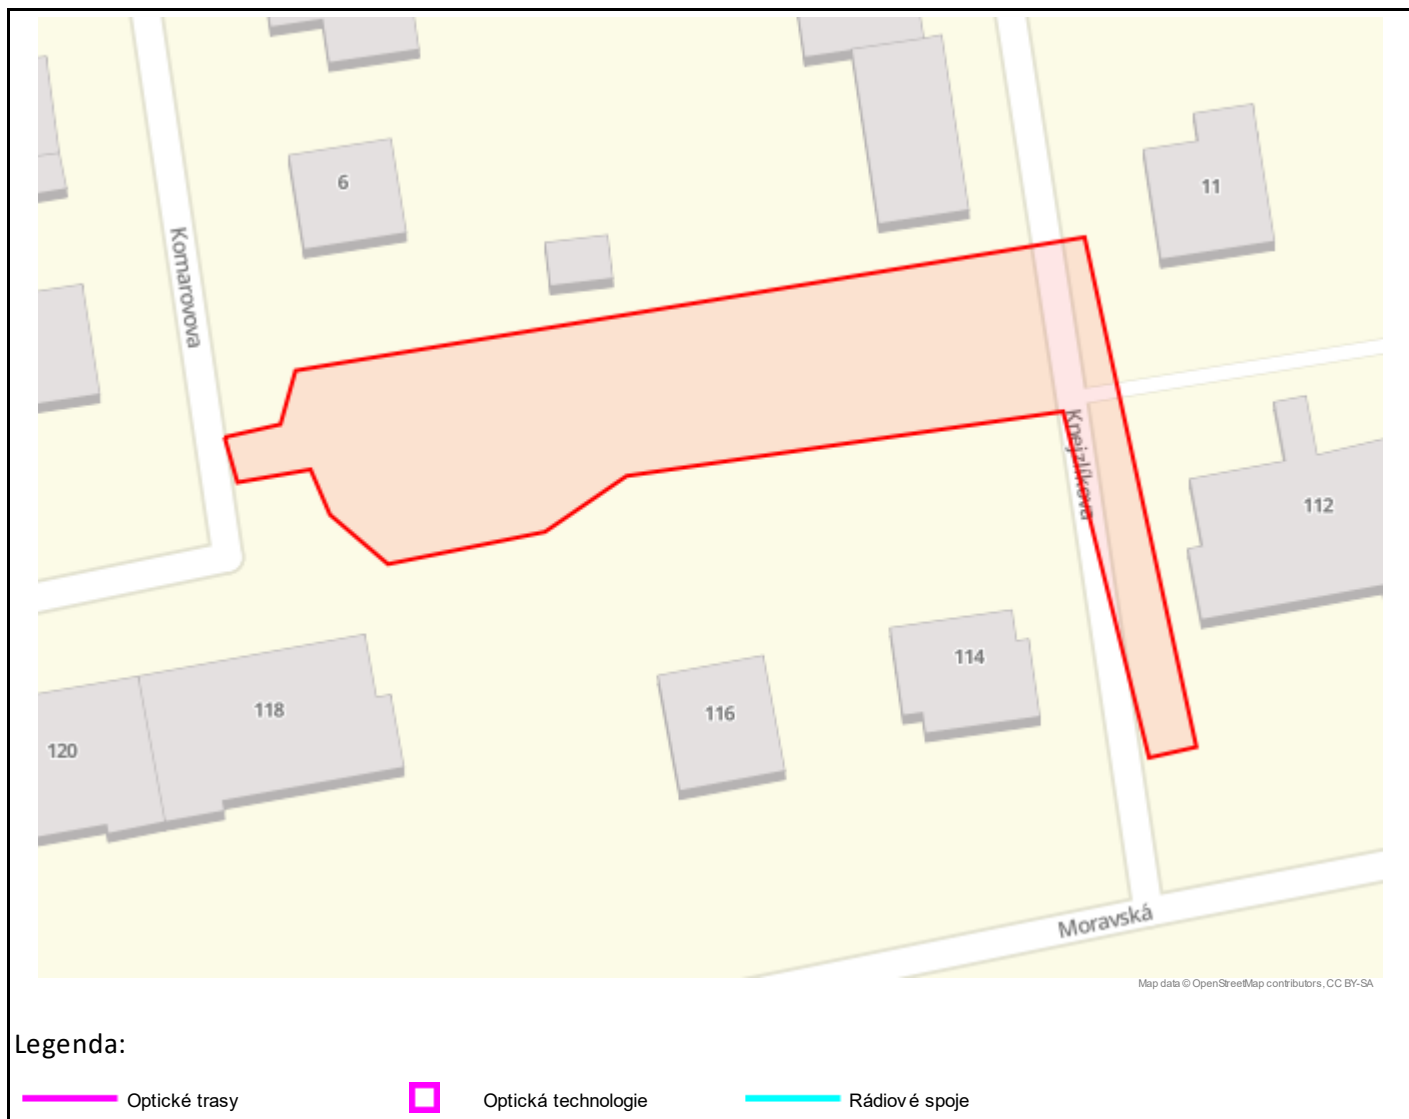 6
11
Komarovova
Knejzlíkova
112
114
116
118
120
Moravská
Map data © OpenStreetMap contributors, CC BY-SA
Legenda:
Optické trasy Optická technologie Rádiové spoje